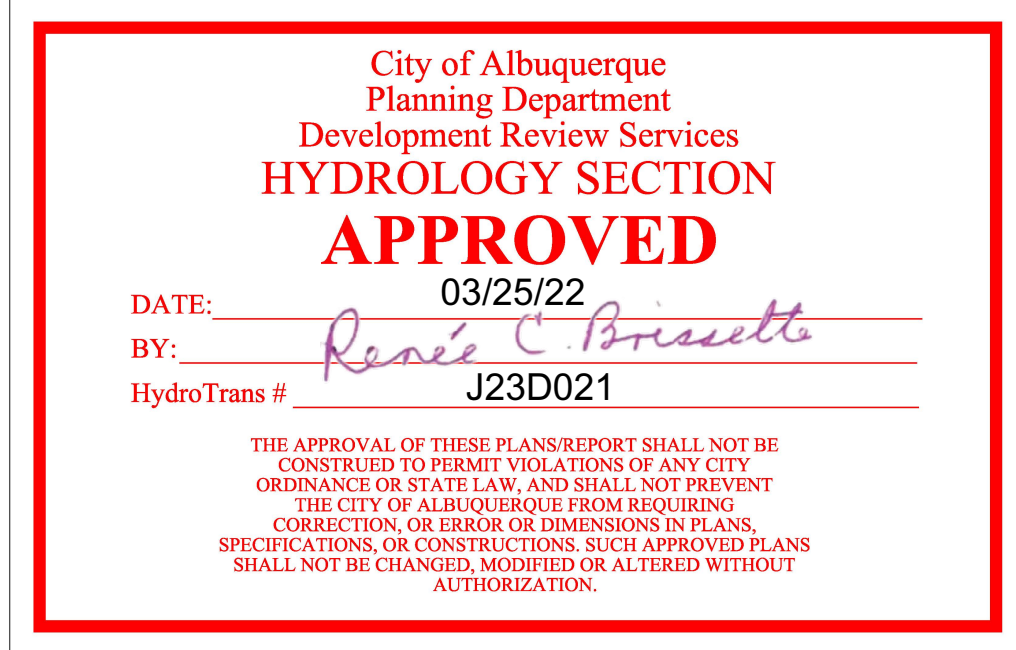 City of Albuquerque
Planning Department
Development Review Services
HYDROLOGY SECTION
APPROVED
DATE: 03/25/22
BY: Renée C. Brissette
HydroTrans # J23D021
THE APPROVAL OF THESE PLANS/REPORT SHALL NOT BE
CONSTRUED TO PERMIT VIOLATIONS OF ANY CITY
ORDINANCE OR STATE LAW, AND SHALL NOT PREVENT
THE CITY OF ALBUQUERQUE FROM REQUIRING
CORRECTION, OR ERROR OR DIMENSIONS IN PLANS,
SPECIFICATIONS, OR CONSTRUCTIONS. SUCH APPROVED PLANS
SHALL NOT BE CHANGED, MODIFIED OR ALTERED WITHOUT
AUTHORIZATION.